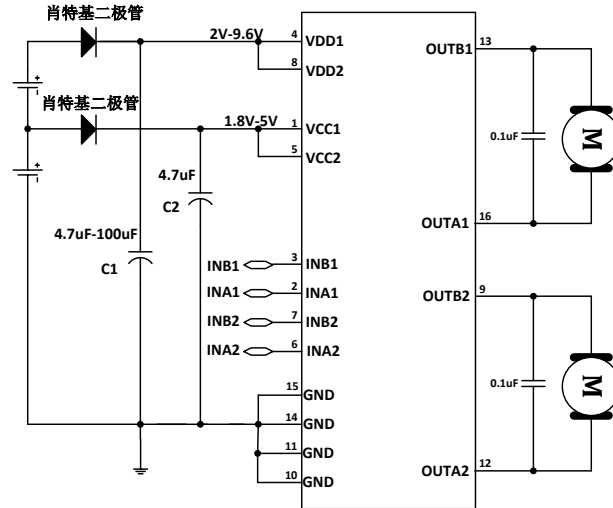 肖特基二极管
2V-9.6V
4
VDD1
8
VDD2
肖特基二极管
1.8V-5V
1
VCC1
5
VCC2
4.7uF
C2
4.7uF-100uF
C1
INB1
3
INB1
INA1
2
INA1
INB2
7
INB2
INA2
6
INA2
15
GND
14
GND
11
GND
10
GND
OUTB1
13
0.1uF
M
OUTA1
16
OUTB2
9
0.1uF
M
OUTA2
12